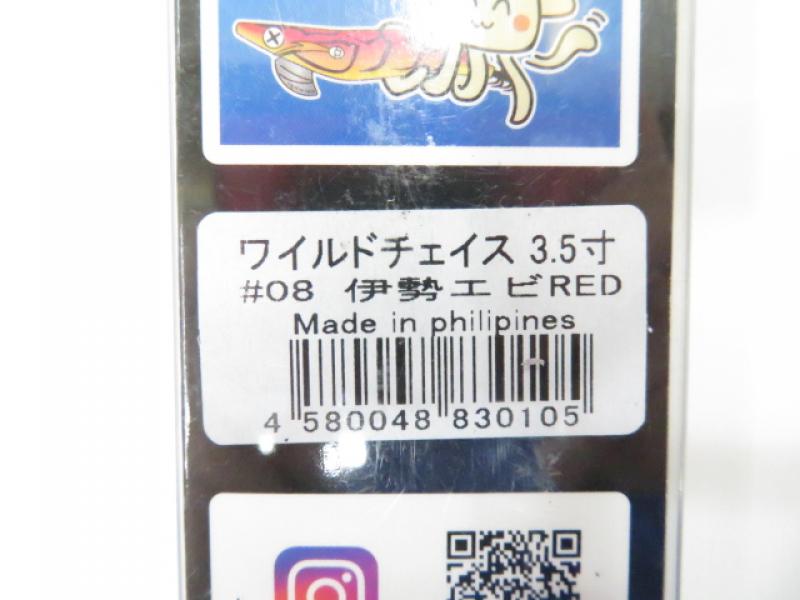 ワイルドチェイス 3.5寸
#08 伊勢エビRED
Made in philipines
4 580048 830105